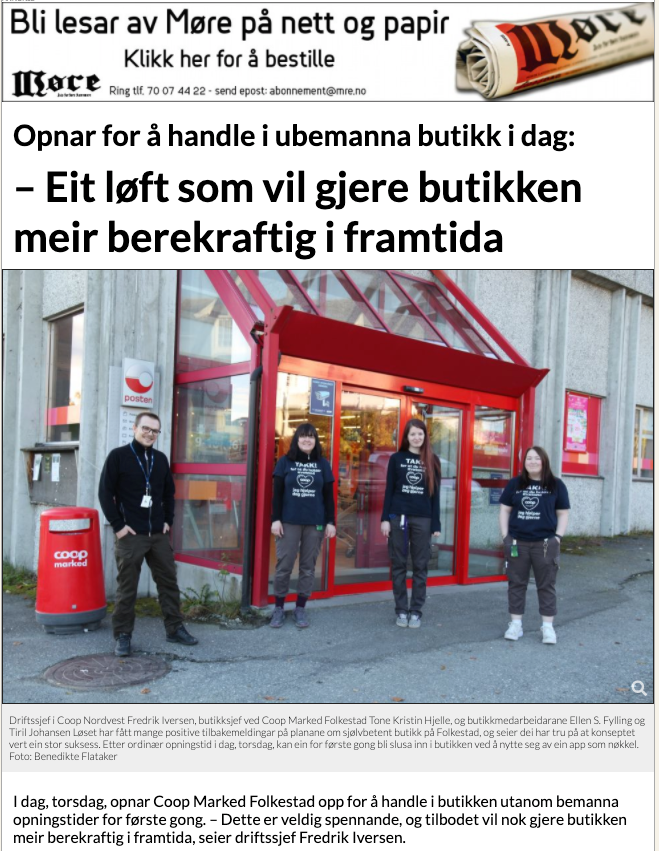 Bli lesar av Møre på nett og papir
Klikk her for å bestille
Møre
Ring tlf. 70 07 44 22 - send epost: abonnement@mre.no
Møre
Opnar for å handle i ubemanna butikk i dag:
– Eit løft som vil gjere butikken
meir berekraftig i framtida
posten
coop
marked
TAKK!
TAKK!
TAKK!
Driftssjef i Coop Nordvest Fredrik Iversen, butikksjef ved Coop Marked Folkestad Tone Kristin Hjelle, og butikkmedarbeidarane Ellen S. Fylling og
Tiril Johansen Løset har fått mange positive tilbakemeldingar på planane om sjølvbetent butikk på Folkestad, og seier dei har tru på at konseptet
vert ein stor suksess. Etter ordinær opningstid i dag, torsdag, kan ein for første gong bli slusa inn i butikken ved å nytte seg av ein app som nøkkel.
Foto: Benedikte Flataker
I dag, torsdag, opnar Coop Marked Folkestad opp for å handle i butikken utanom bemanna
opningstider for første gong. – Dette er veldig spennande, og tilbodet vil nok gjere butikken
meir berekraftig i framtida, seier driftssjef Fredrik Iversen.